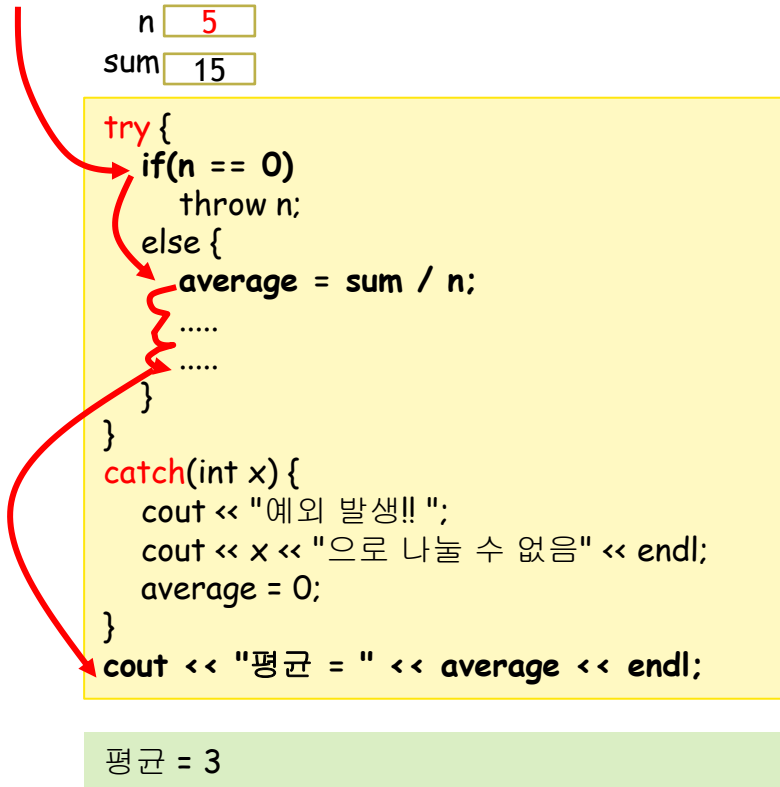 n 5
sum 15
try {
if(n == 0)
throw n;
else {
average = sum / n;
.....
.....
}
}
catch(int x) {
cout << "예외 발생!! ";
cout << x << "으로 나눌 수 없음" << endl;
average = 0;
}
cout << "평균 = " << average << endl;
평균 = 3